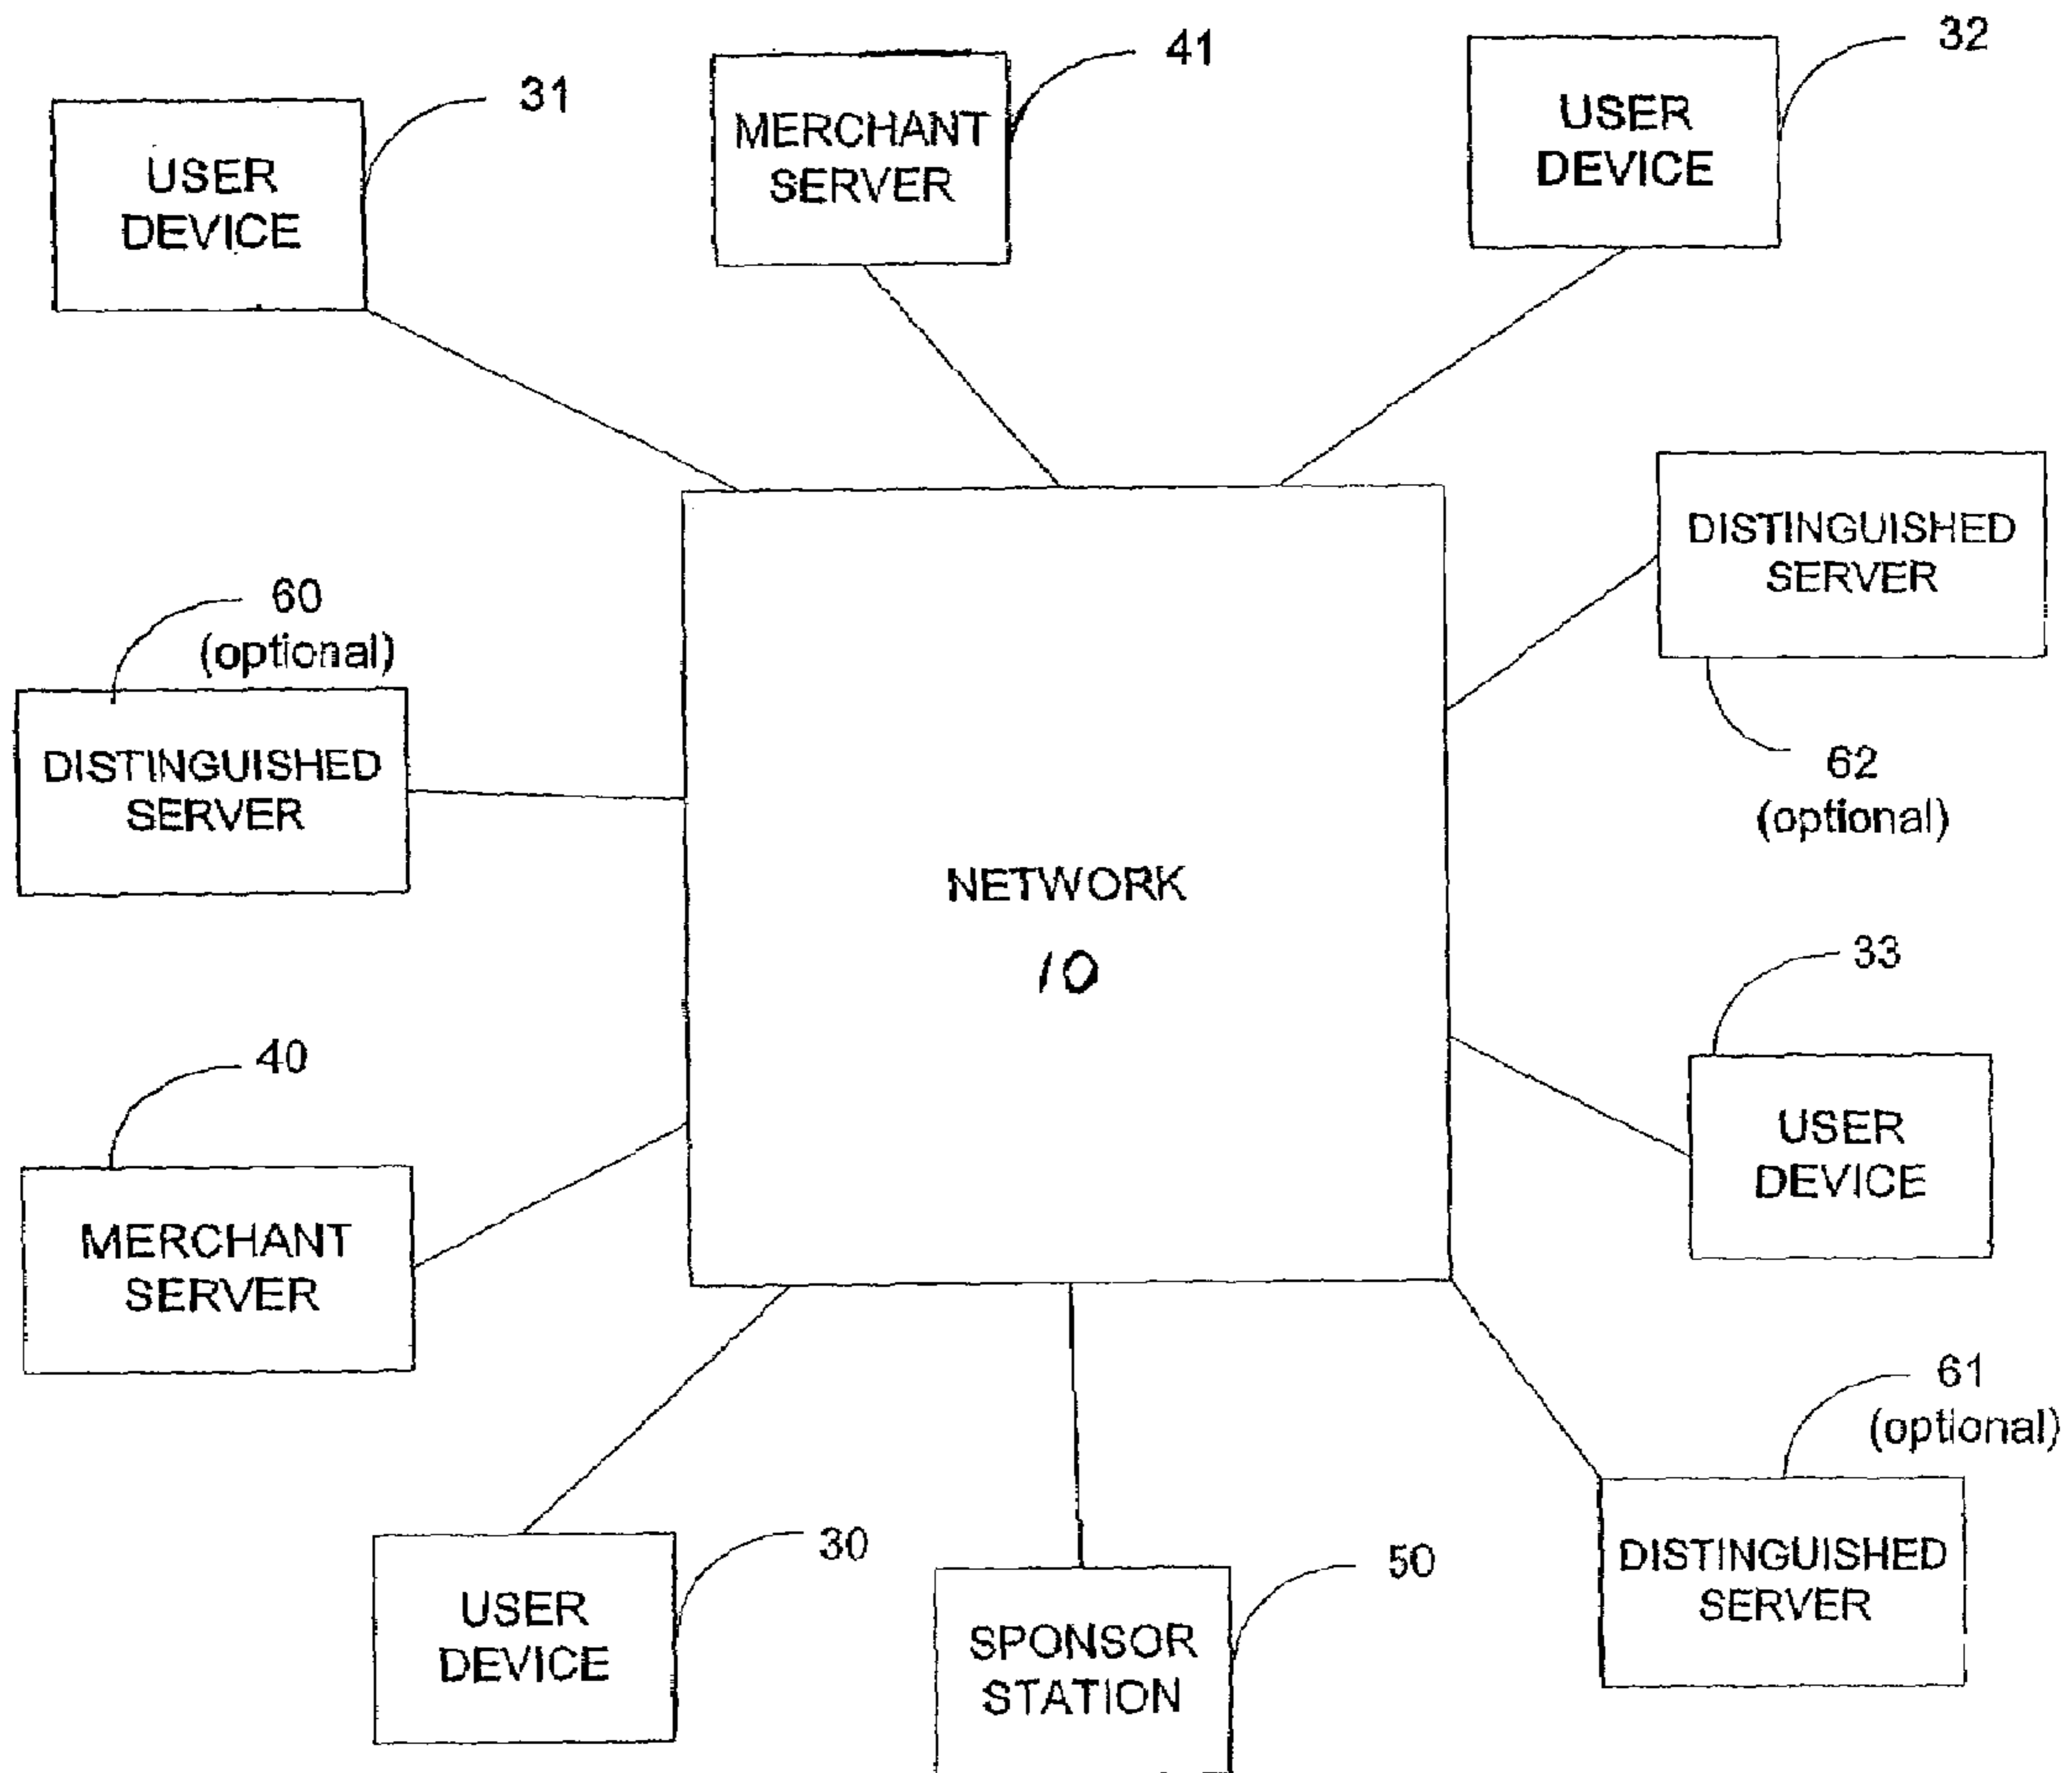 31
USER
DEVICE
41
MERCHANT
SERVER
32
USER
DEVICE
60
(optional)
DISTINGUISHED
SERVER
DISTINGUISHED
SERVER
62
(optional)
NETWORK
10
33
USER
DEVICE
40
MERCHANT
SERVER
30
USER
DEVICE
50
SPONSOR
STATION
61
(optional)
DISTINGUISHED
SERVER